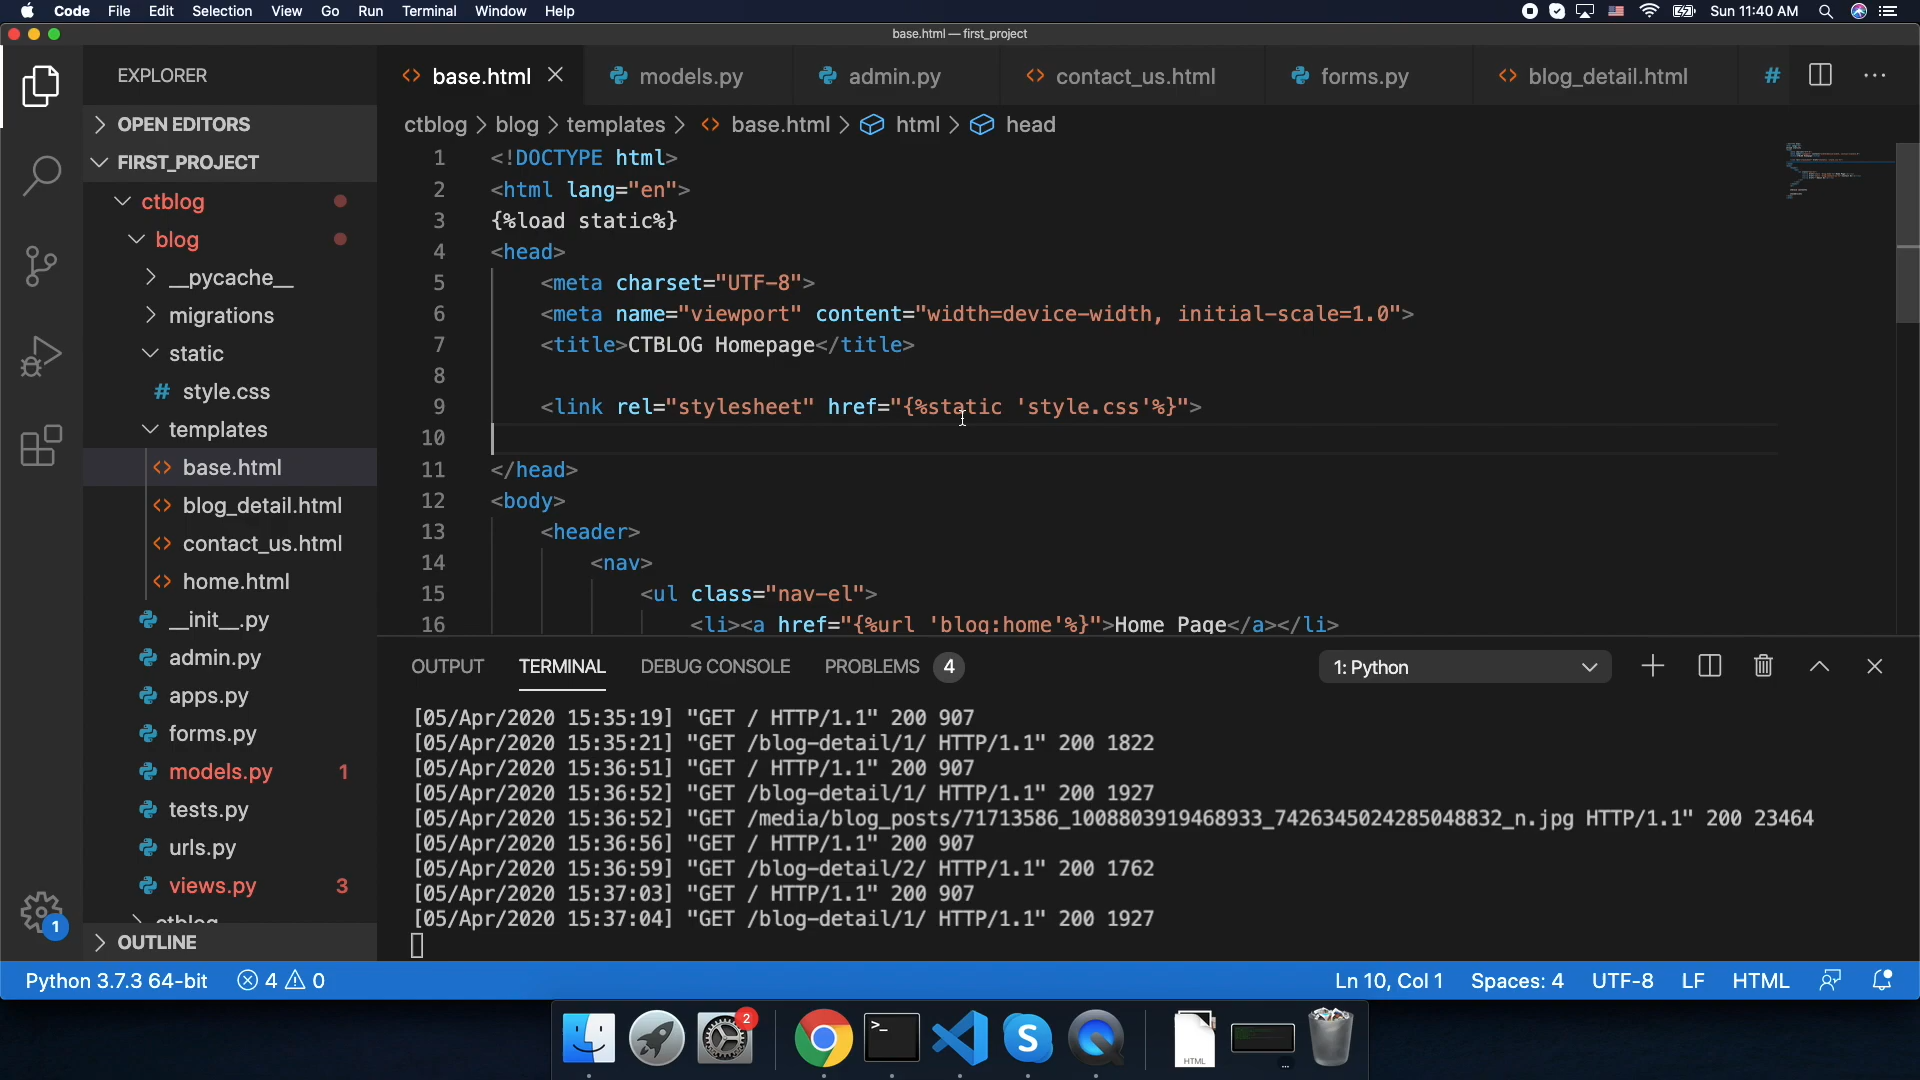 Code File Edit Selection View Go Run Terminal Window Help
Sun 11:40 AM
base.html — first_project
EXPLORER
base.html
models.py
admin.py
contact_us.html
forms.py
blog_detail.html
#
OPEN EDITORS
FIRST_PROJECT
ctblog
blog
__pycache__
migrations
static
# style.css
templates
base.html
blog_detail.html
contact_us.html
home.html
__init__.py
admin.py
apps.py
forms.py
models.py 1
tests.py
urls.py
views.py 3
ctblog
OUTLINE
1
ctblog > blog > templates > <> base.html > html > head
1 <!DOCTYPE html>
2 <html lang="en">
3 {%load static%}
4 <head>
5 <meta charset="UTF-8">
6 <meta name="viewport" content="width=device-width, initial-scale=1.0">
7 <title>CTBLOG Homepage</title>
8
9 <link rel="stylesheet" href="{%static 'style.css'%}">
10
11 </head>
12 <body>
13 <header>
14 <nav>
15 <ul class="nav-el">
16 <li><a href="{%url 'blog:home'%}">Home Page</a></li>
OUTPUT TERMINAL DEBUG CONSOLE PROBLEMS 4
1: Python
[05/Apr/2020 15:35:19] "GET / HTTP/1.1" 200 907
[05/Apr/2020 15:35:21] "GET /blog-detail/1/ HTTP/1.1" 200 1822
[05/Apr/2020 15:36:51] "GET / HTTP/1.1" 200 907
[05/Apr/2020 15:36:52] "GET /blog-detail/1/ HTTP/1.1" 200 1927
[05/Apr/2020 15:36:52] "GET /media/blog_posts/71713586_1008803919468933_7426345024285048832_n.jpg HTTP/1.1" 200 23464
[05/Apr/2020 15:36:56] "GET / HTTP/1.1" 200 907
[05/Apr/2020 15:36:59] "GET /blog-detail/2/ HTTP/1.1" 200 1762
[05/Apr/2020 15:37:03] "GET / HTTP/1.1" 200 907
[05/Apr/2020 15:37:04] "GET /blog-detail/1/ HTTP/1.1" 200 1927
Python 3.7.3 64-bit 4 0
Ln 10, Col 1 Spaces: 4 UTF-8 LF HTML
2
>_
HTML